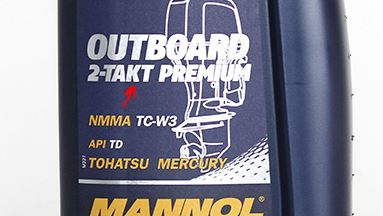 OUTBOARD
2-TAKT PREMIUM
NMMA TC-W3
API TD
TOHATSU MERCURY
MANNOL